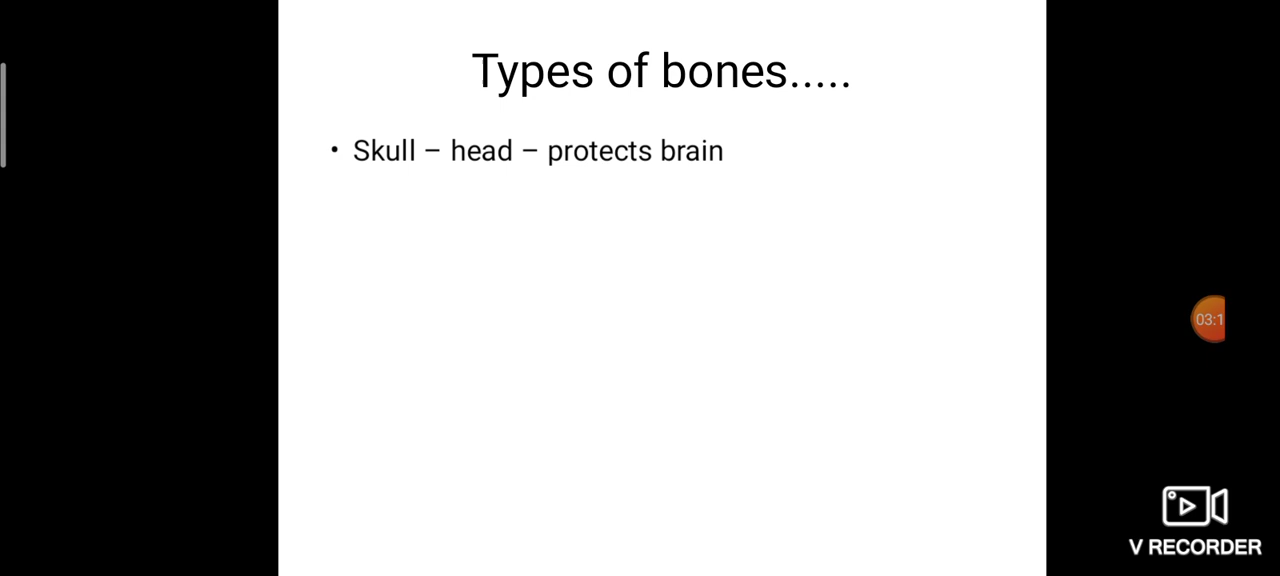 Types of bones.....
• Skull – head – protects brain
03:1
V RECORDER